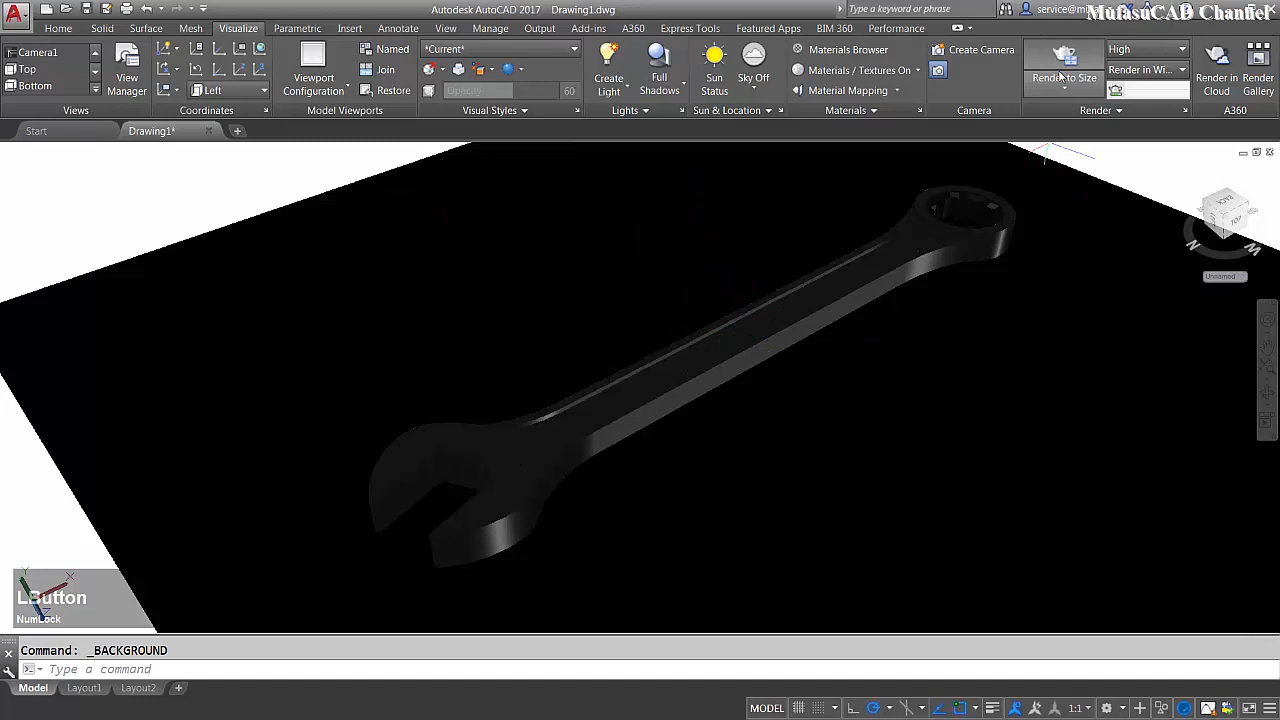 Autodesk AutoCAD 2017 Drawing1.dwg
Type a keyword or phrase
MufasuCAD Channel
Home Solid Surface Mesh Visualize Parametric Insert Annotate View Manage Output Add-ins A360 Express Tools Featured Apps BIM 360 Performance
Camera1
Top
Bottom
View
Manager
Views
Left
Coordinates
Viewport
Configuration
Named
Join
Restore
Model Viewports
*Current*
Opacity 60
Visual Styles
Create
Light
Full
Shadows
Lights
Sun
Status
Sky Off
Sun & Location
Materials Browser
Materials / Textures On
Material Mapping
Materials
Create Camera
Camera
Render to Size
High
Render in Wi...
Render
Render in
Cloud
Render
Gallery
A360
Start Drawing1*
BACK
TOP
N
Unnamed
LButton
NumLock
X
Y
Z
Command: _BACKGROUND
Type a command
Model Layout1 Layout2
MODEL 1:1